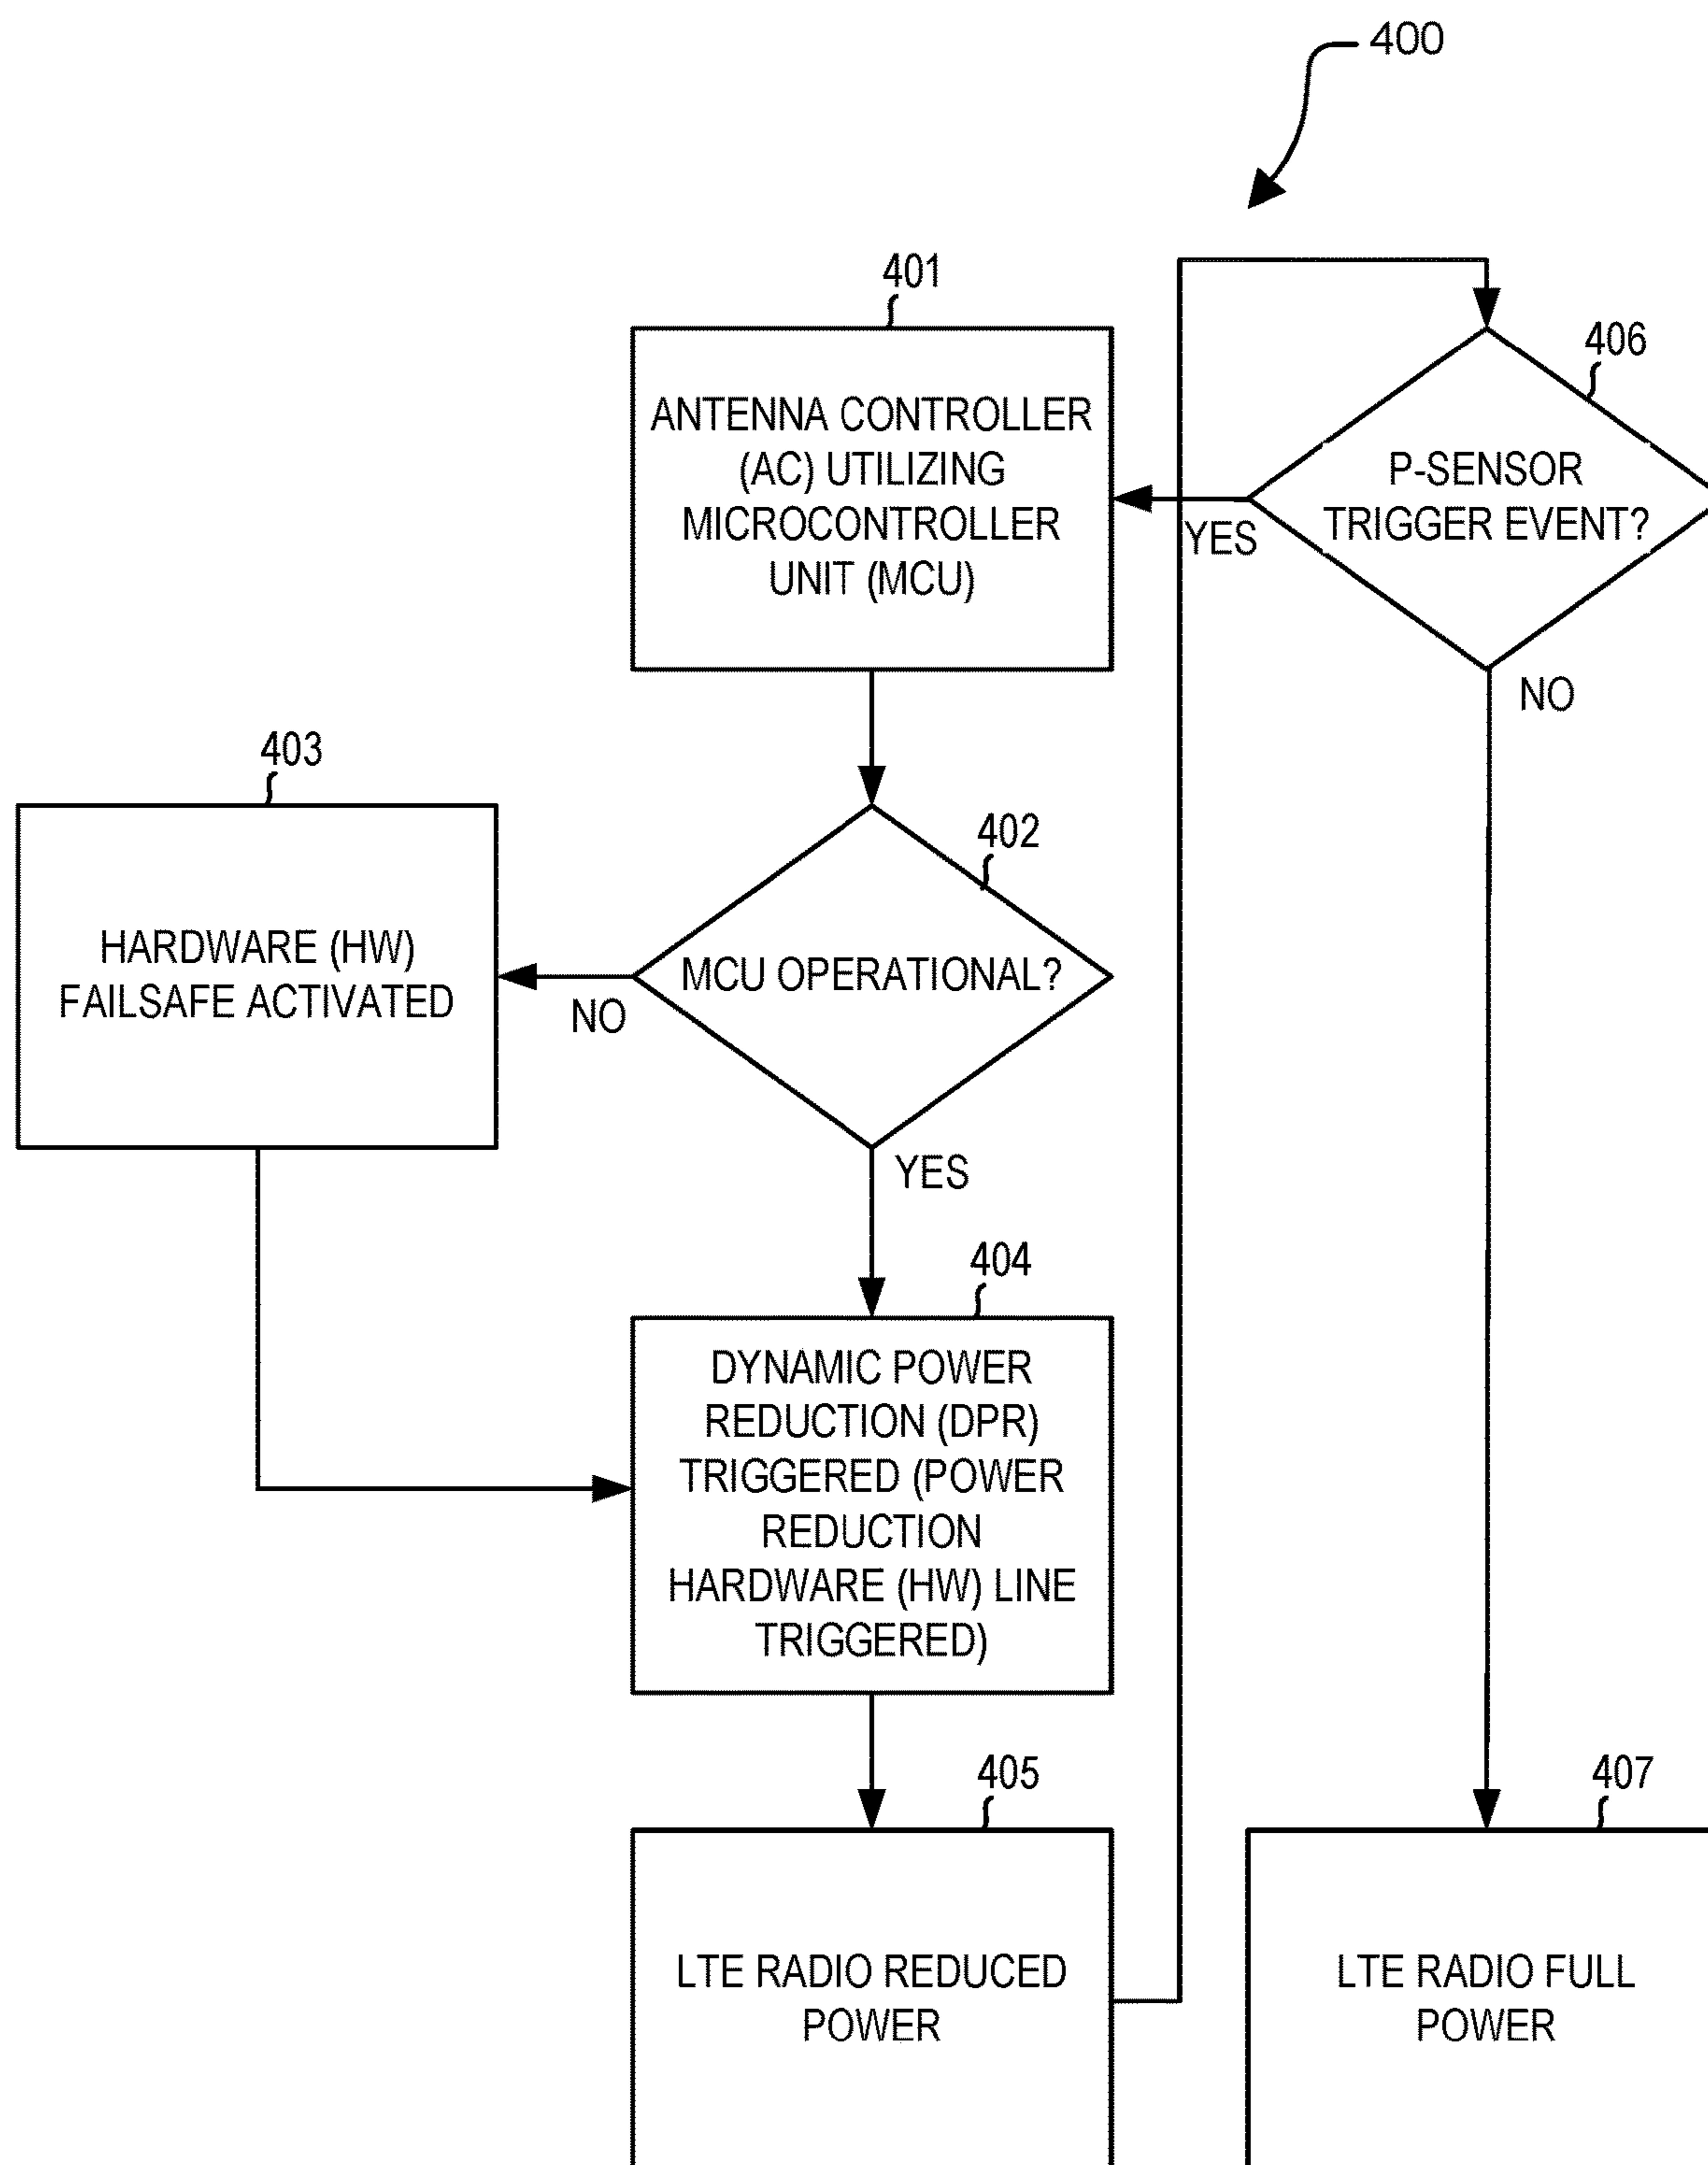 400
401
ANTENNA CONTROLLER
(AC) UTILIZING
MICROCONTROLLER
UNIT (MCU)
406
P-SENSOR
TRIGGER EVENT?
YES
NO
403
HARDWARE (HW)
FAILSAFE ACTIVATED
402
MCU OPERATIONAL?
NO
YES
404
DYNAMIC POWER
REDUCTION (DPR)
TRIGGERED (POWER
REDUCTION
HARDWARE (HW) LINE
TRIGGERED)
405
LTE RADIO REDUCED
POWER
407
LTE RADIO FULL
POWER